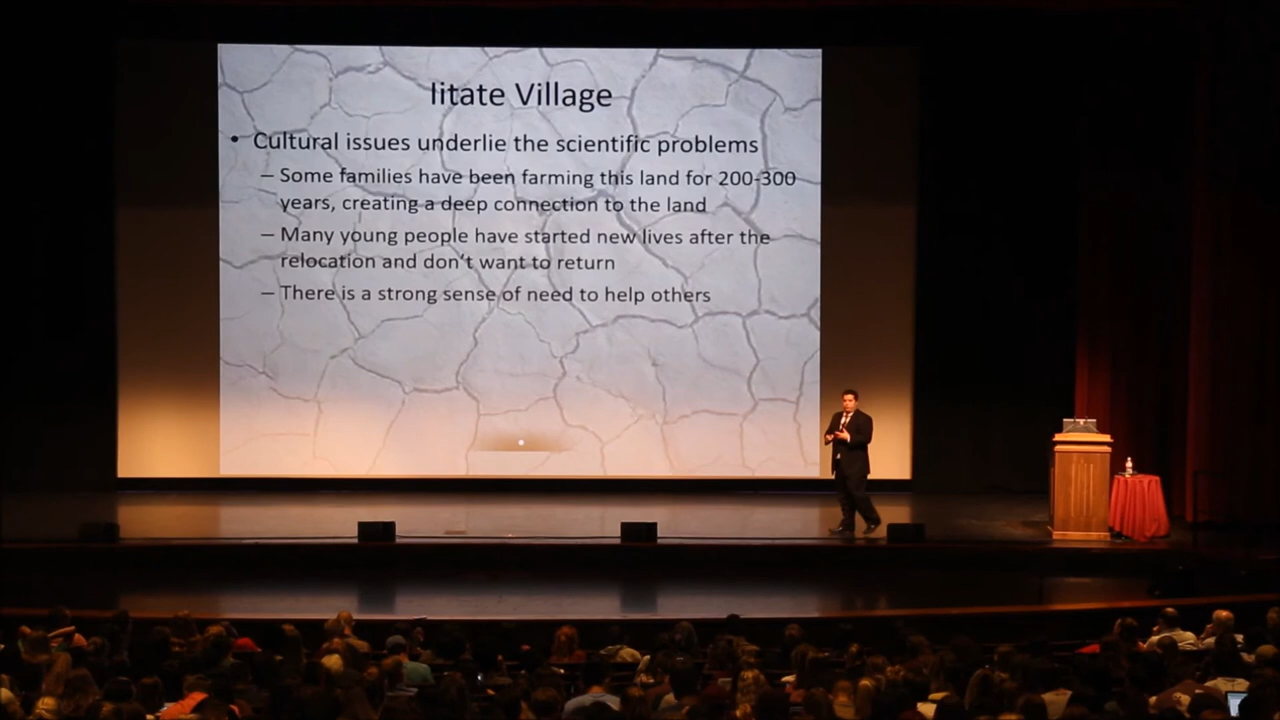 Iitate Village
• Cultural issues underlie the scientific problems
– Some families have been farming this land for 200-300
years, creating a deep connection to the land
– Many young people have started new lives after the
relocation and don't want to return
– There is a strong sense of need to help others